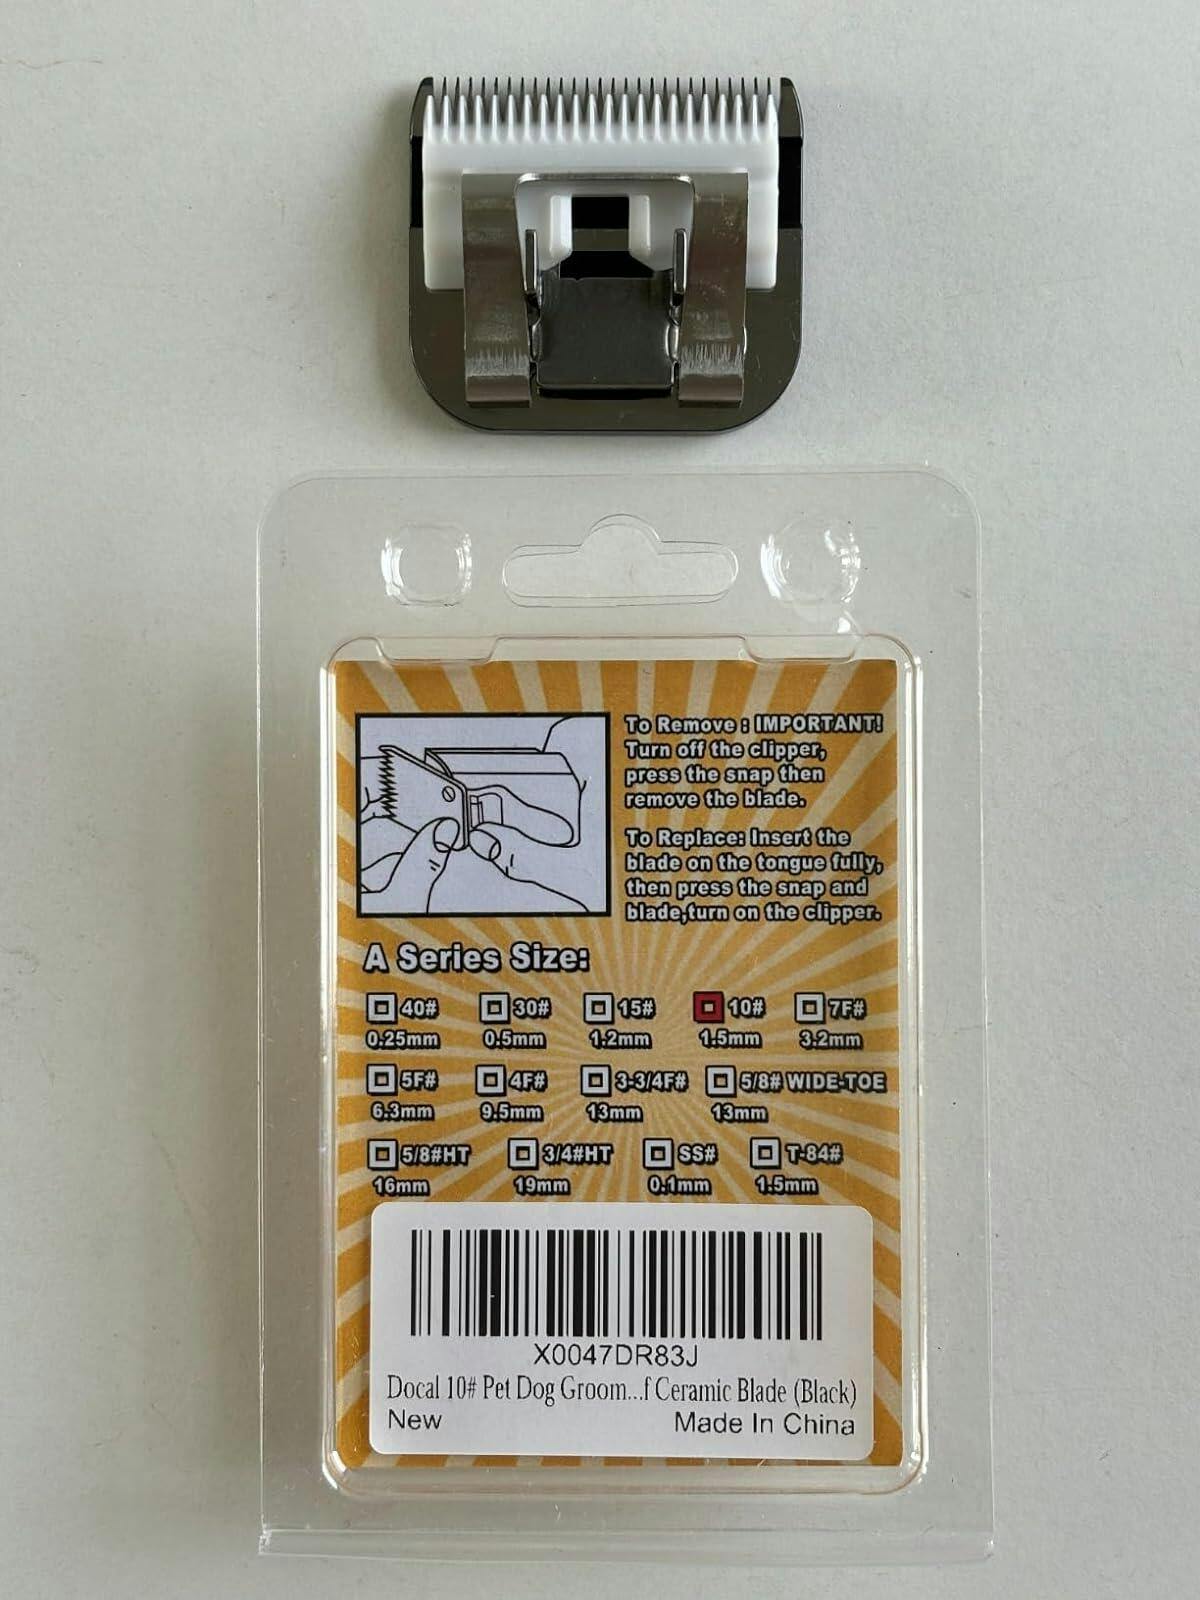 To Remove : IMPORTANT!
Turn off the clipper,
press the snap then
remove the blade.
To Replace: Insert the
blade on the tongue fully,
then press the snap and
blade,turn on the clipper.
A Series Size:
40# 30# 15# 10# 7F#
0.25mm 0.5mm 1.2mm 1.5mm 3.2mm
5F# 4F# 3-3/4F# 5/8# WIDE-TOE
6.3mm 9.5mm 13mm 13mm
5/8#HT 3/4#HT SS# T-84#
16mm 19mm 0.1mm 1.5mm
X0047DR83J
Docal 10# Pet Dog Groom...f Ceramic Blade (Black)
New Made In China